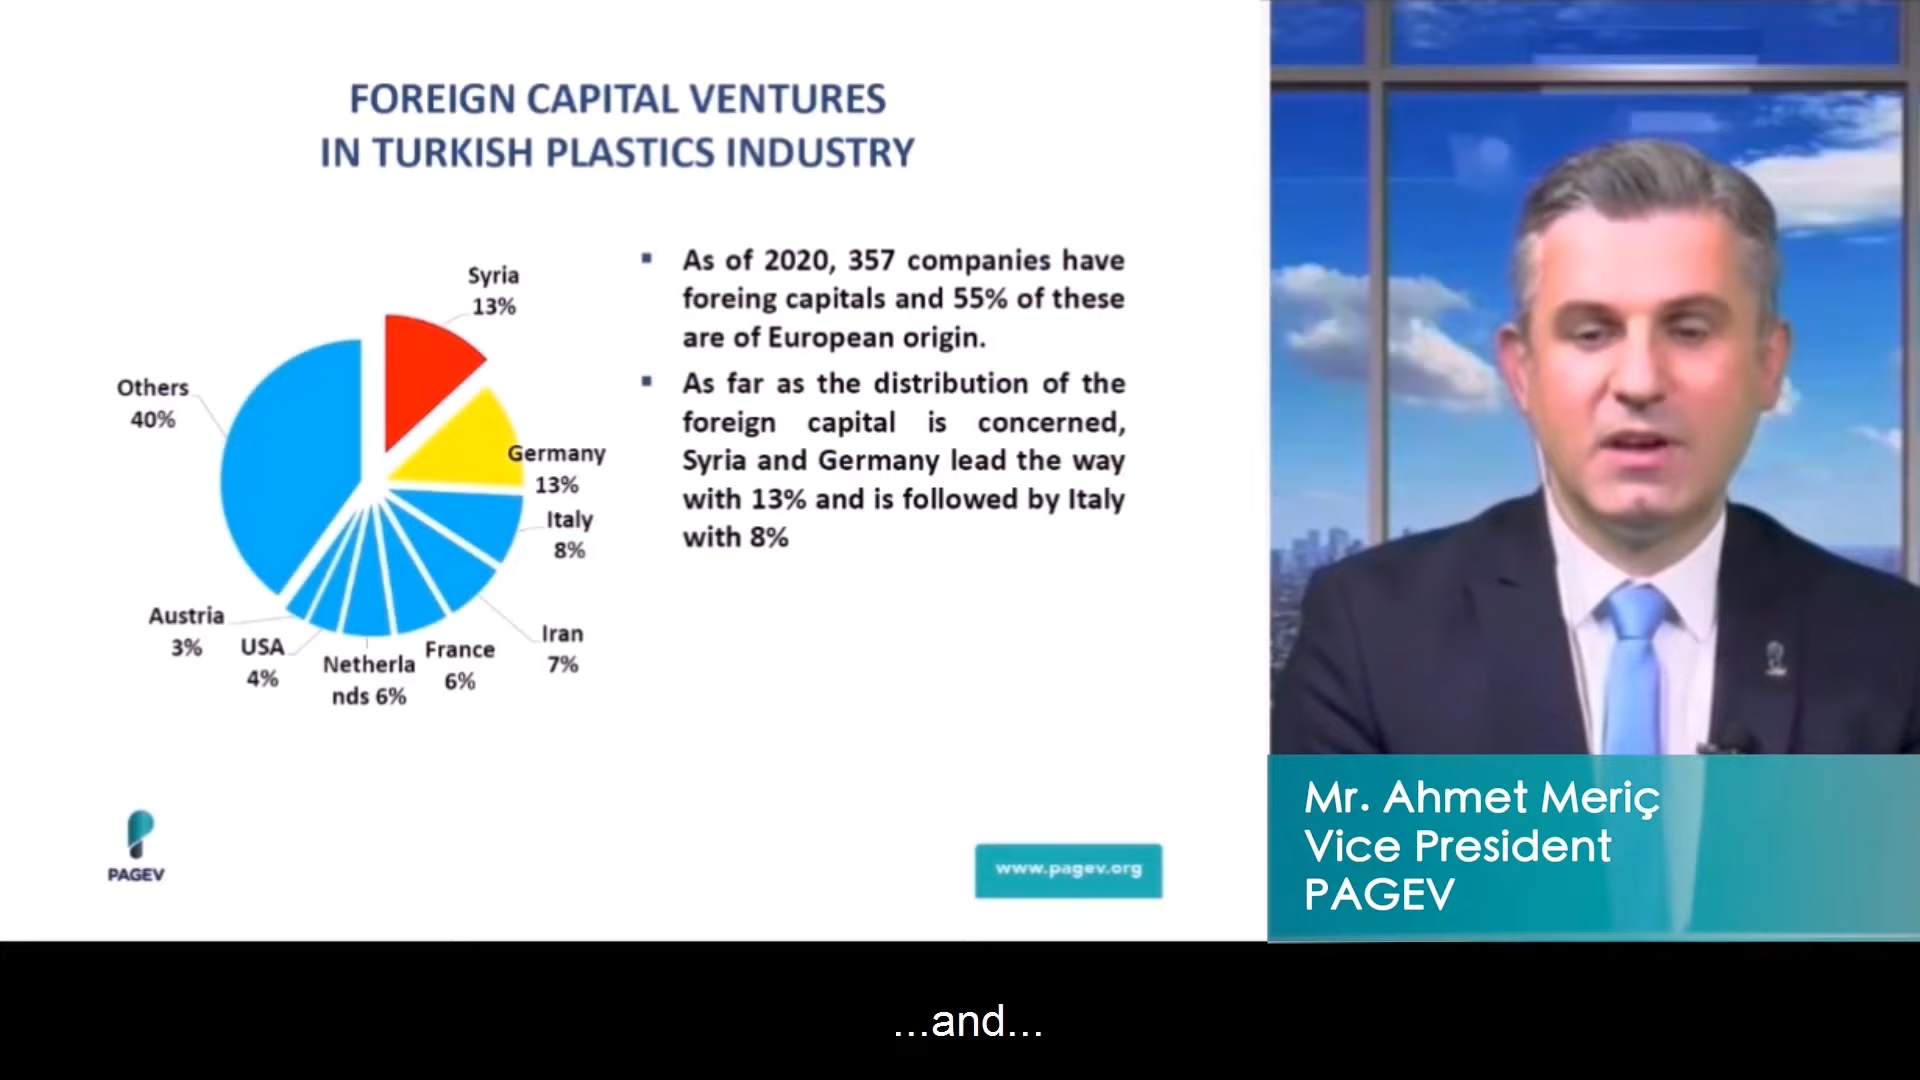 FOREIGN CAPITAL VENTURES
IN TURKISH PLASTICS INDUSTRY
Syria
13%
Others
40%
Germany
13%
Italy
8%
Iran
7%
France
6%
Netherla
nds 6%
USA
4%
Austria
3%
▪ As of 2020, 357 companies have
foreing capitals and 55% of these
are of European origin.
▪ As far as the distribution of the
foreign capital is concerned,
Syria and Germany lead the way
with 13% and is followed by Italy
with 8%
PAGEV
www.pagev.org
Mr. Ahmet Meriç
Vice President
PAGEV
...and...